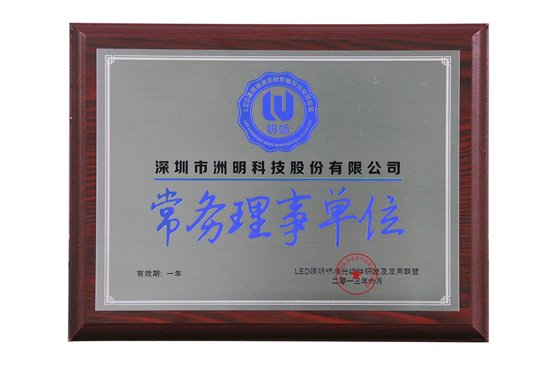 蚂标
深圳市洲明科技股份有限公司
常务理事单位
有效期: 一年
LED照明标准光组件研发及应用联盟
二零一三年六月